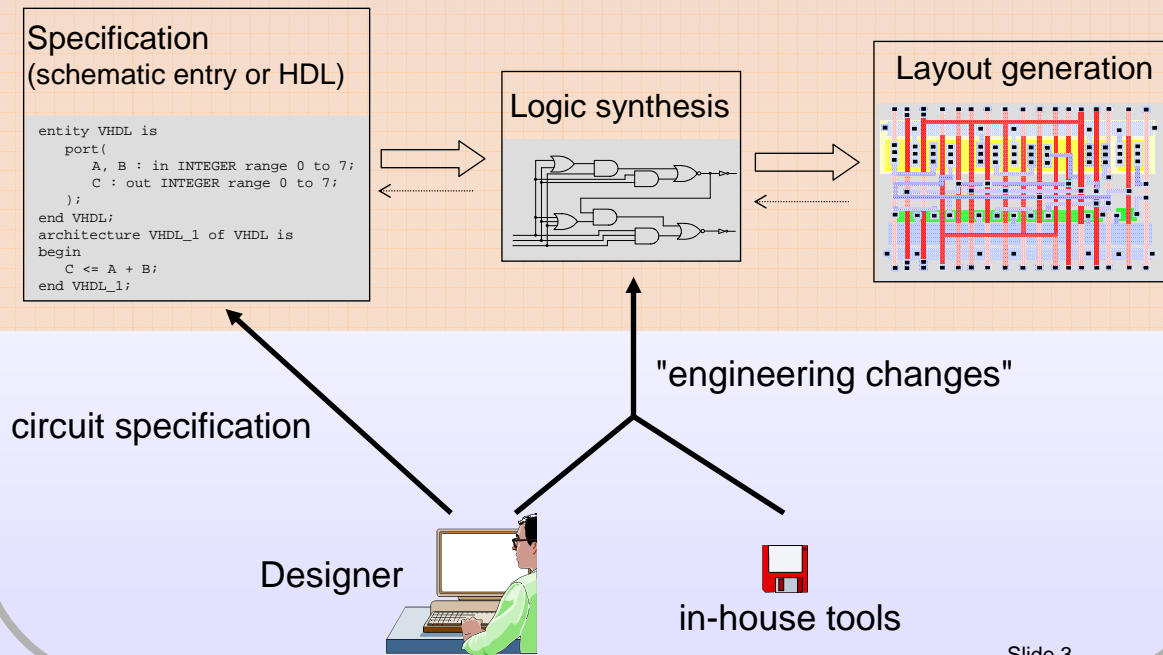 Specification
(schematic entry or HDL)
entity VHDL is
port(
A, B : in INTEGER range 0 to 7;
C : out INTEGER range 0 to 7;
);
end VHDL;
architecture VHDL_1 of VHDL is
begin
C <= A + B;
end VHDL_1;
Logic synthesis
Layout generation
"engineering changes"
circuit specification
Designer
in-house tools
Slide 3